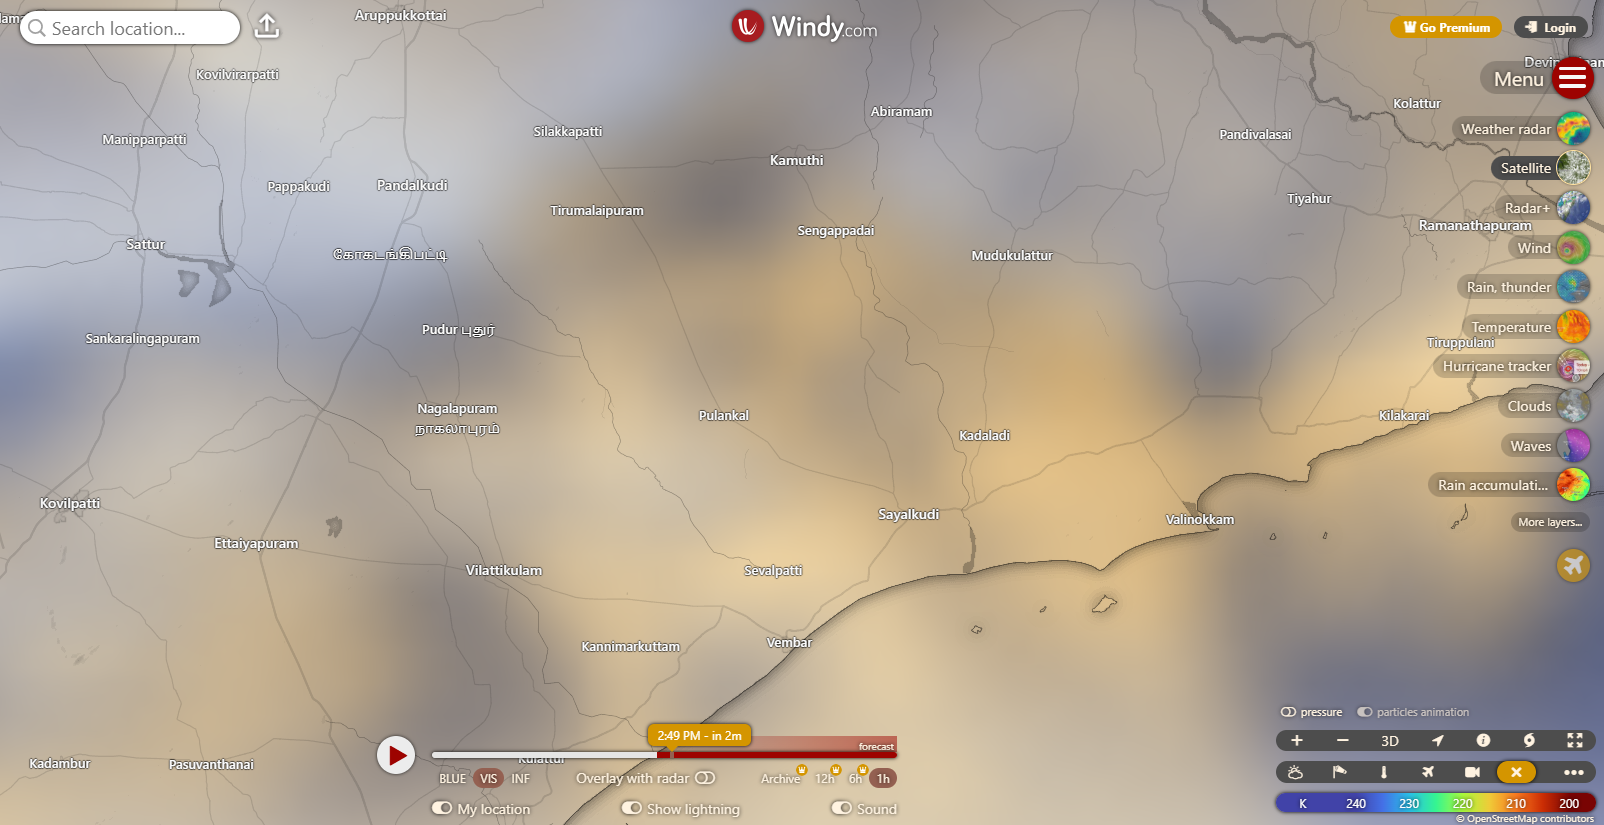 Aruppukkottai
Search location...
Windy.com
Go Premium
Login
Menu
Kovilvirarpatti
Kolattur
Abiramam
Weather radar
Silakkapatti
Pandivalasai
Manipparpatti
Kamuthi
Satellite
Pappakudi
Pandalkudi
Tiyahur
Radar+
Tirumalaipuram
Ramanathapuram
Sengappadai
Sattur
Wind
கோகடங்கிபட்டி
Mudukulattur
Rain, thunder
Pudur புதுர்
Temperature
Sankaralingapuram
Tiruppulani
Hurricane tracker
Nagalapuram
நாகலாபுரம்
Clouds
Pulankal
Kilakarai
Kadaladi
Waves
Rain accumulati...
Kovilpatti
Sayalkudi
Valinokkam
More layers...
Ettaiyapuram
Vilattikulam
Sevalpatti
Kannimarkuttam
Vembar
pressure
particles animation
2:49 PM - in 2m
forecast
3D
Kadambur
Pasuvanthanai
Kulattur
BLUE
VIS
INF
Overlay with radar
Archive
12h
6h
1h
My location
Show lightning
Sound
K 240 230 220 210 200
© OpenStreetMap contributors